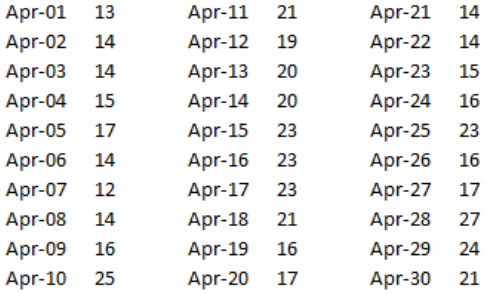 Apr-01 13 Apr-11 21 Apr-21 14
Apr-02 14 Apr-12 19 Apr-22 14
Apr-03 14 Apr-13 20 Apr-23 15
Apr-04 15 Apr-14 20 Apr-24 16
Apr-05 17 Apr-15 23 Apr-25 23
Apr-06 14 Apr-16 23 Apr-26 16
Apr-07 12 Apr-17 23 Apr-27 17
Apr-08 14 Apr-18 21 Apr-28 27
Apr-09 16 Apr-19 16 Apr-29 24
Apr-10 25 Apr-20 17 Apr-30 21